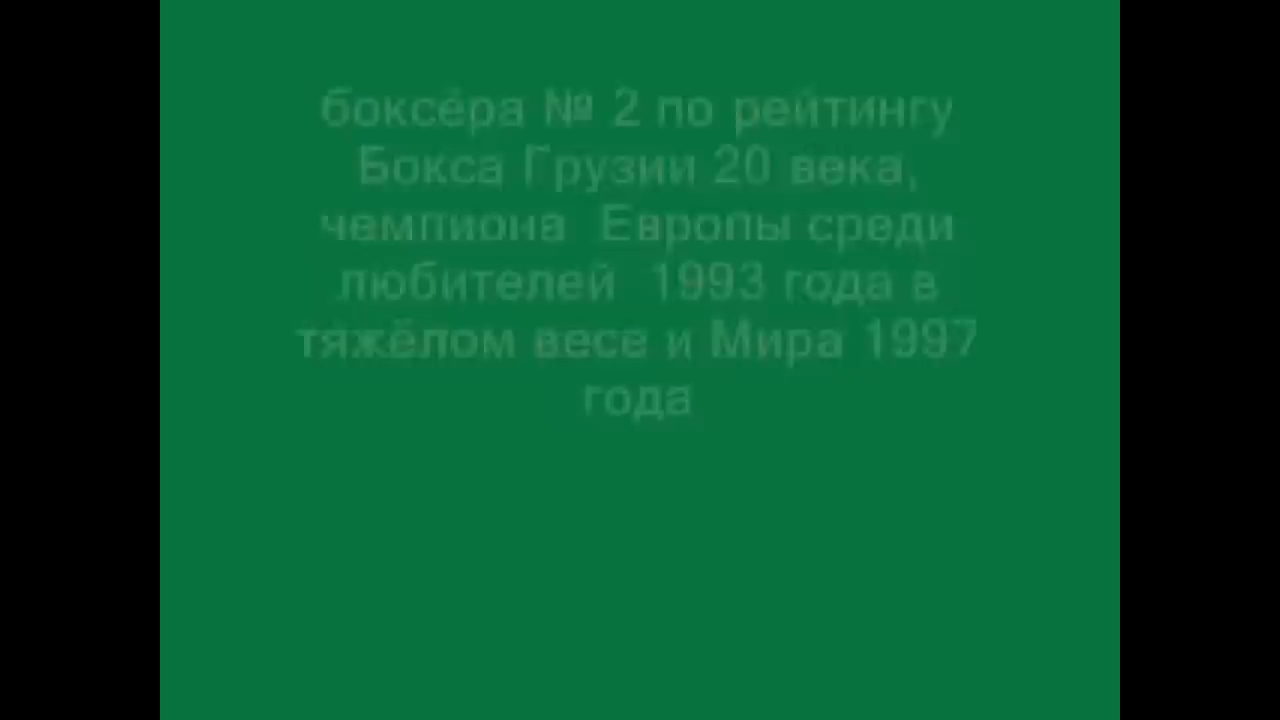 боксёра № 2 по рейтингу
Бокса Грузии 20 века,
чемпиона Европы среди
любителей 1993 года в
тяжёлом весе и Мира 1997
года